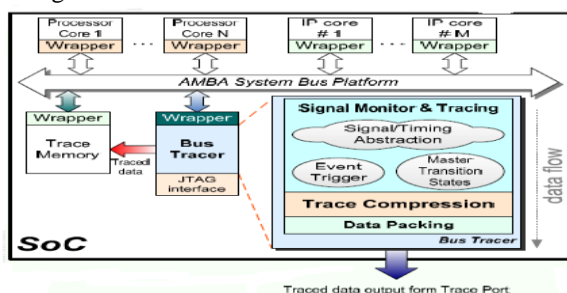 Processor
Core 1
Wrapper
...
Processor
Core N
Wrapper
IP core
# 1
Wrapper
...
IP core
# M
Wrapper
AMBA System Bus Platform
Wrapper
Trace
Memory
Traced
data
Wrapper
Bus
Tracer
JTAG
interface
Signal Monitor & Tracing
Signal/Timing
Abstraction
Event
Trigger
Master
Transition
States
Trace Compression
Data Packing
Bus Tracer
data flow
SoC
Traced data output form Trace Port